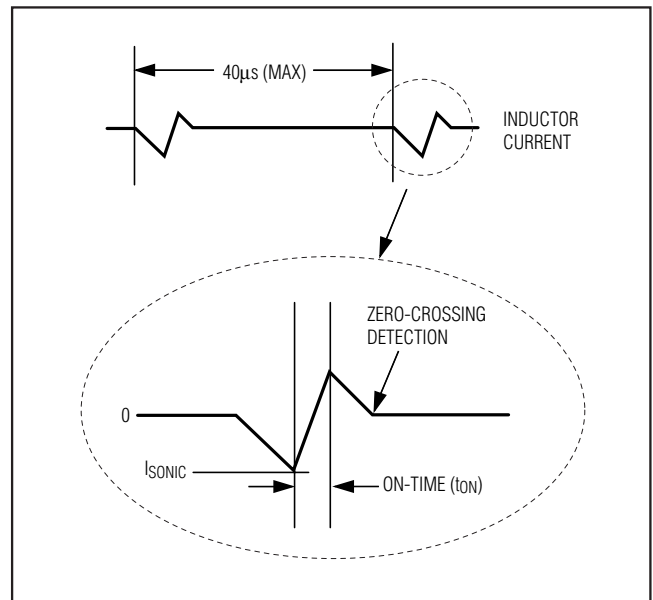 40μs (MAX)
INDUCTOR
CURRENT
ZERO-CROSSING
DETECTION
0
ISONIC
ON-TIME (tON)